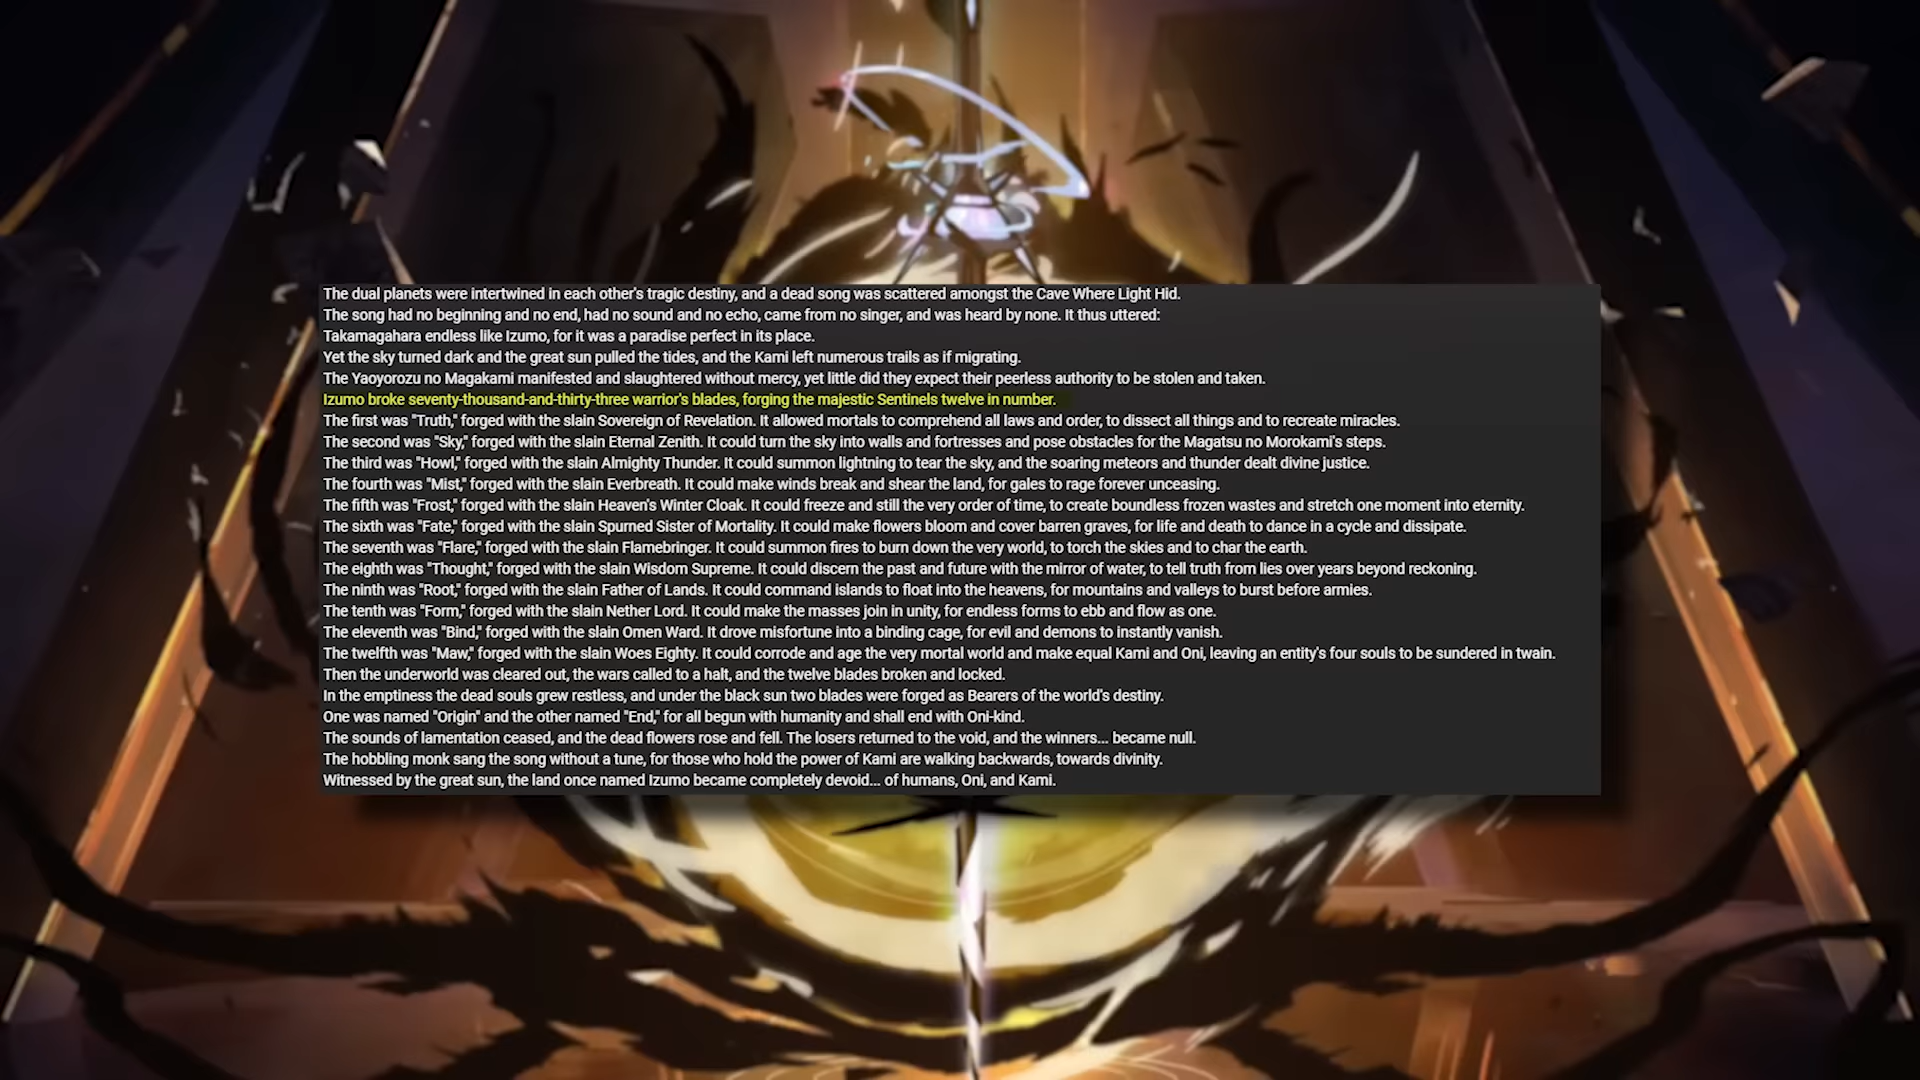 The dual planets were intertwined in each other's tragic destiny, and a dead song was scattered amongst the Cave Where Light Hid.
The song had no beginning and no end, had no sound and no echo, came from no singer, and was heard by none. It thus uttered:
Takamagahara endless like Izumo, for it was a paradise perfect in its place.
Yet the sky turned dark and the great sun pulled the tides, and the Kami left numerous trails as if migrating.
The Yaoyorozu no Magakami manifested and slaughtered without mercy, yet little did they expect their peerless authority to be stolen and taken.
Izumo broke seventy-thousand-and-thirty-three warrior's blades, forging the majestic Sentinels twelve in number.
The first was "Truth," forged with the slain Sovereign of Revelation. It allowed mortals to comprehend all laws and order, to dissect all things and to recreate miracles.
The second was "Sky," forged with the slain Eternal Zenith. It could turn the sky into walls and fortresses and pose obstacles for the Magatsu no Morokami's steps.
The third was "Howl," forged with the slain Almighty Thunder. It could summon lightning to tear the sky, and the soaring meteors and thunder dealt divine justice.
The fourth was "Mist," forged with the slain Everbreath. It could make winds break and shear the land, for gales to rage forever unceasing.
The fifth was "Frost," forged with the slain Heaven's Winter Cloak. It could freeze and still the very order of time, to create boundless frozen wastes and stretch one moment into eternity.
The sixth was "Fate," forged with the slain Spurned Sister of Mortality. It could make flowers bloom and cover barren graves, for life and death to dance in a cycle and dissipate.
The seventh was "Flare," forged with the slain Flamebringer. It could summon fires to burn down the very world, to torch the skies and to char the earth.
The eighth was "Thought," forged with the slain Wisdom Supreme. It could discern the past and future with the mirror of water, to tell truth from lies over years beyond reckoning.
The ninth was "Root," forged with the slain Father of Lands. It could command islands to float into the heavens, for mountains and valleys to burst before armies.
The tenth was "Form," forged with the slain Nether Lord. It could make the masses join in unity, for endless forms to ebb and flow as one.
The eleventh was "Bind," forged with the slain Omen Ward. It drove misfortune into a binding cage, for evil and demons to instantly vanish.
The twelfth was "Maw," forged with the slain Woes Eighty. It could corrode and age the very mortal world and make equal Kami and Oni, leaving an entity's four souls to be sundered in twain.
Then the underworld was cleared out, the wars called to a halt, and the twelve blades broken and locked.
In the emptiness the dead souls grew restless, and under the black sun two blades were forged as Bearers of the world's destiny.
One was named "Origin" and the other named "End," for all begun with humanity and shall end with Oni-kind.
The sounds of lamentation ceased, and the dead flowers rose and fell. The losers returned to the void, and the winners... became null.
The hobbling monk sang the song without a tune, for those who hold the power of Kami are walking backwards, towards divinity.
Witnessed by the great sun, the land once named Izumo became completely devoid... of humans, Oni, and Kami.